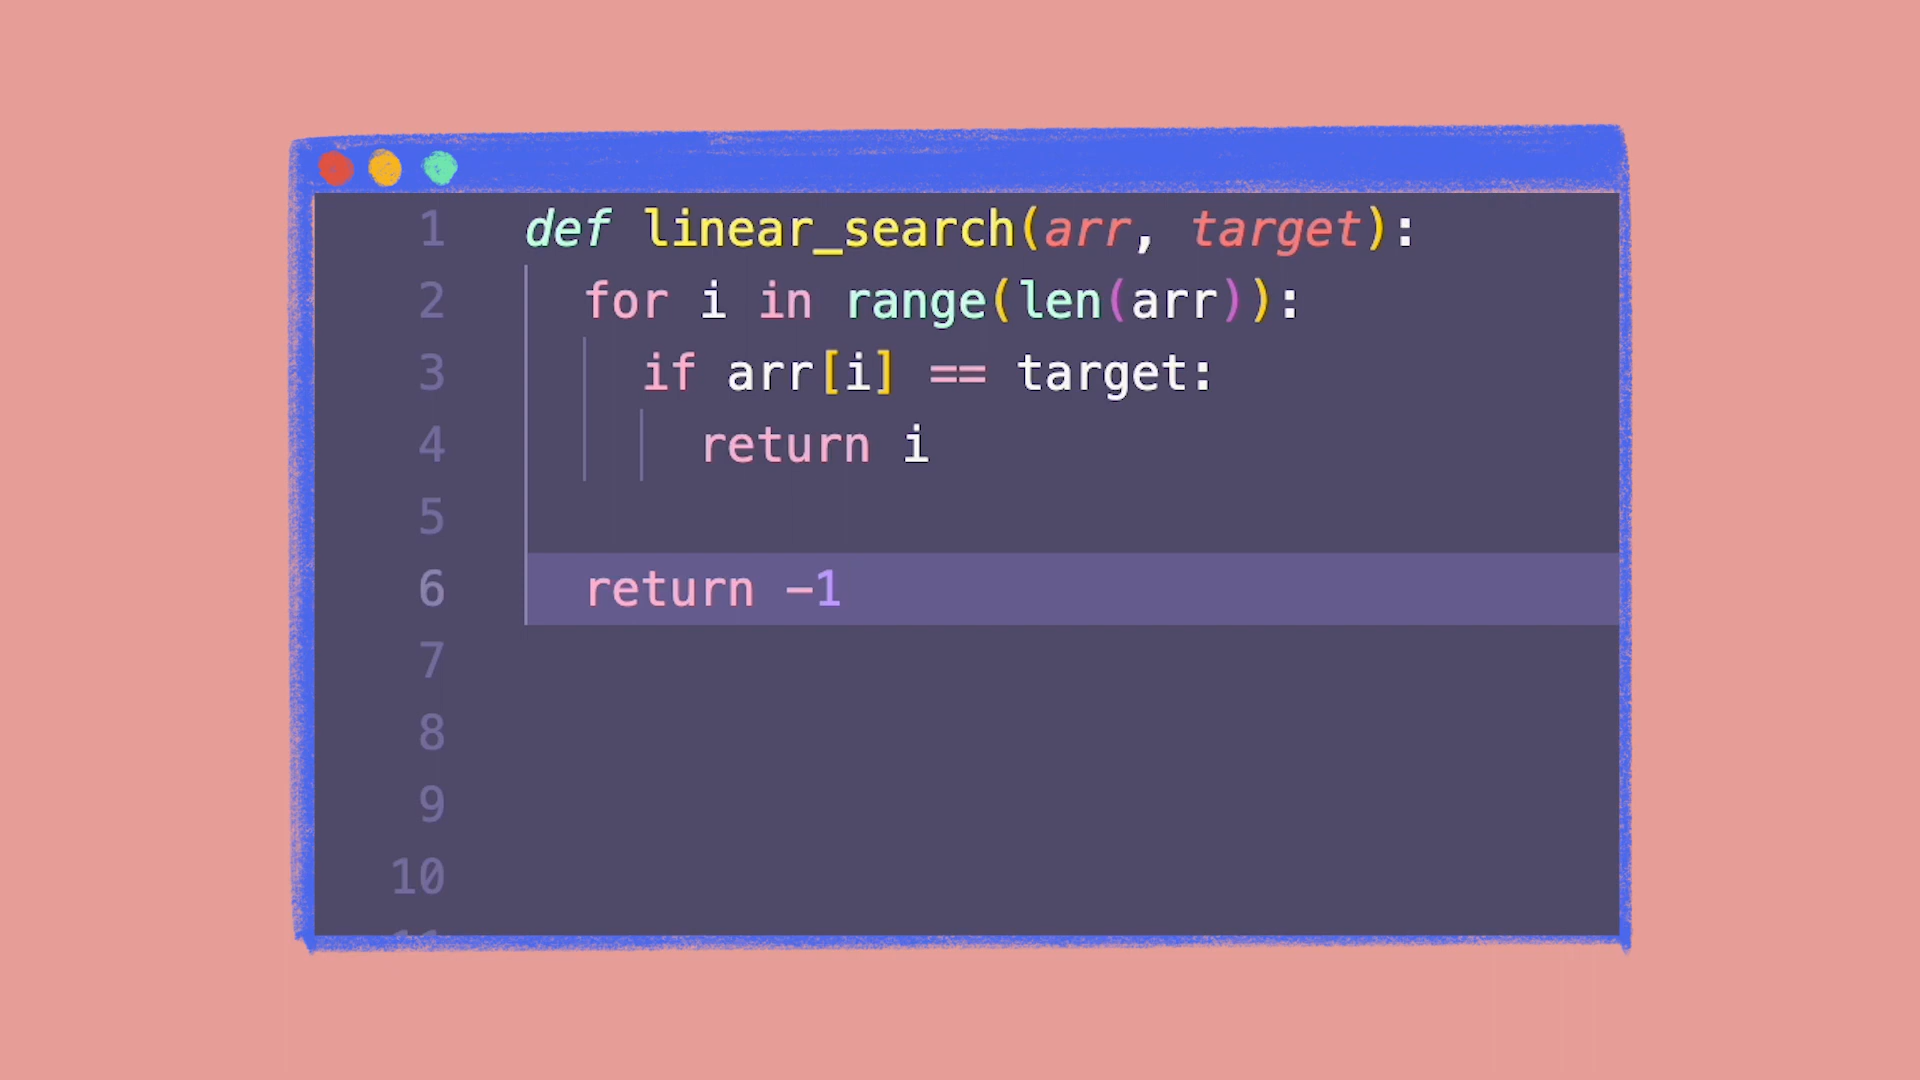 1 def linear_search(arr, target):
2 for i in range(len(arr)):
3 if arr[i] == target:
4 return i
5
6 return -1
7
8
9
10